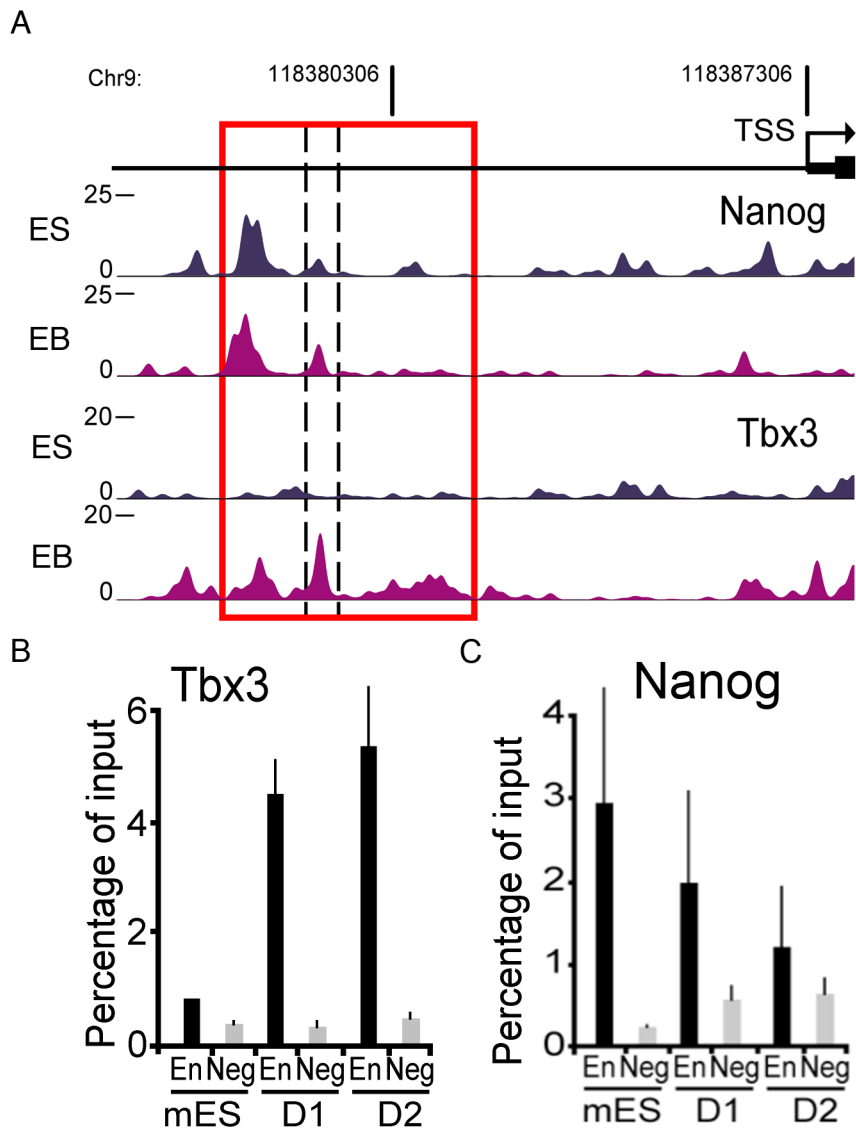 A
Chr9: 118380306 118387306
TSS
25
Nanog
ES
0
25
EB
0
20
Tbx3
ES
0
20
EB
0
B
Tbx3
Percentage of input
6
4
2
0
En Neg En Neg En Neg
mES D1 D2
C
Nanog
Percentage of input
4
3
2
1
0
En Neg En Neg En Neg
mES D1 D2